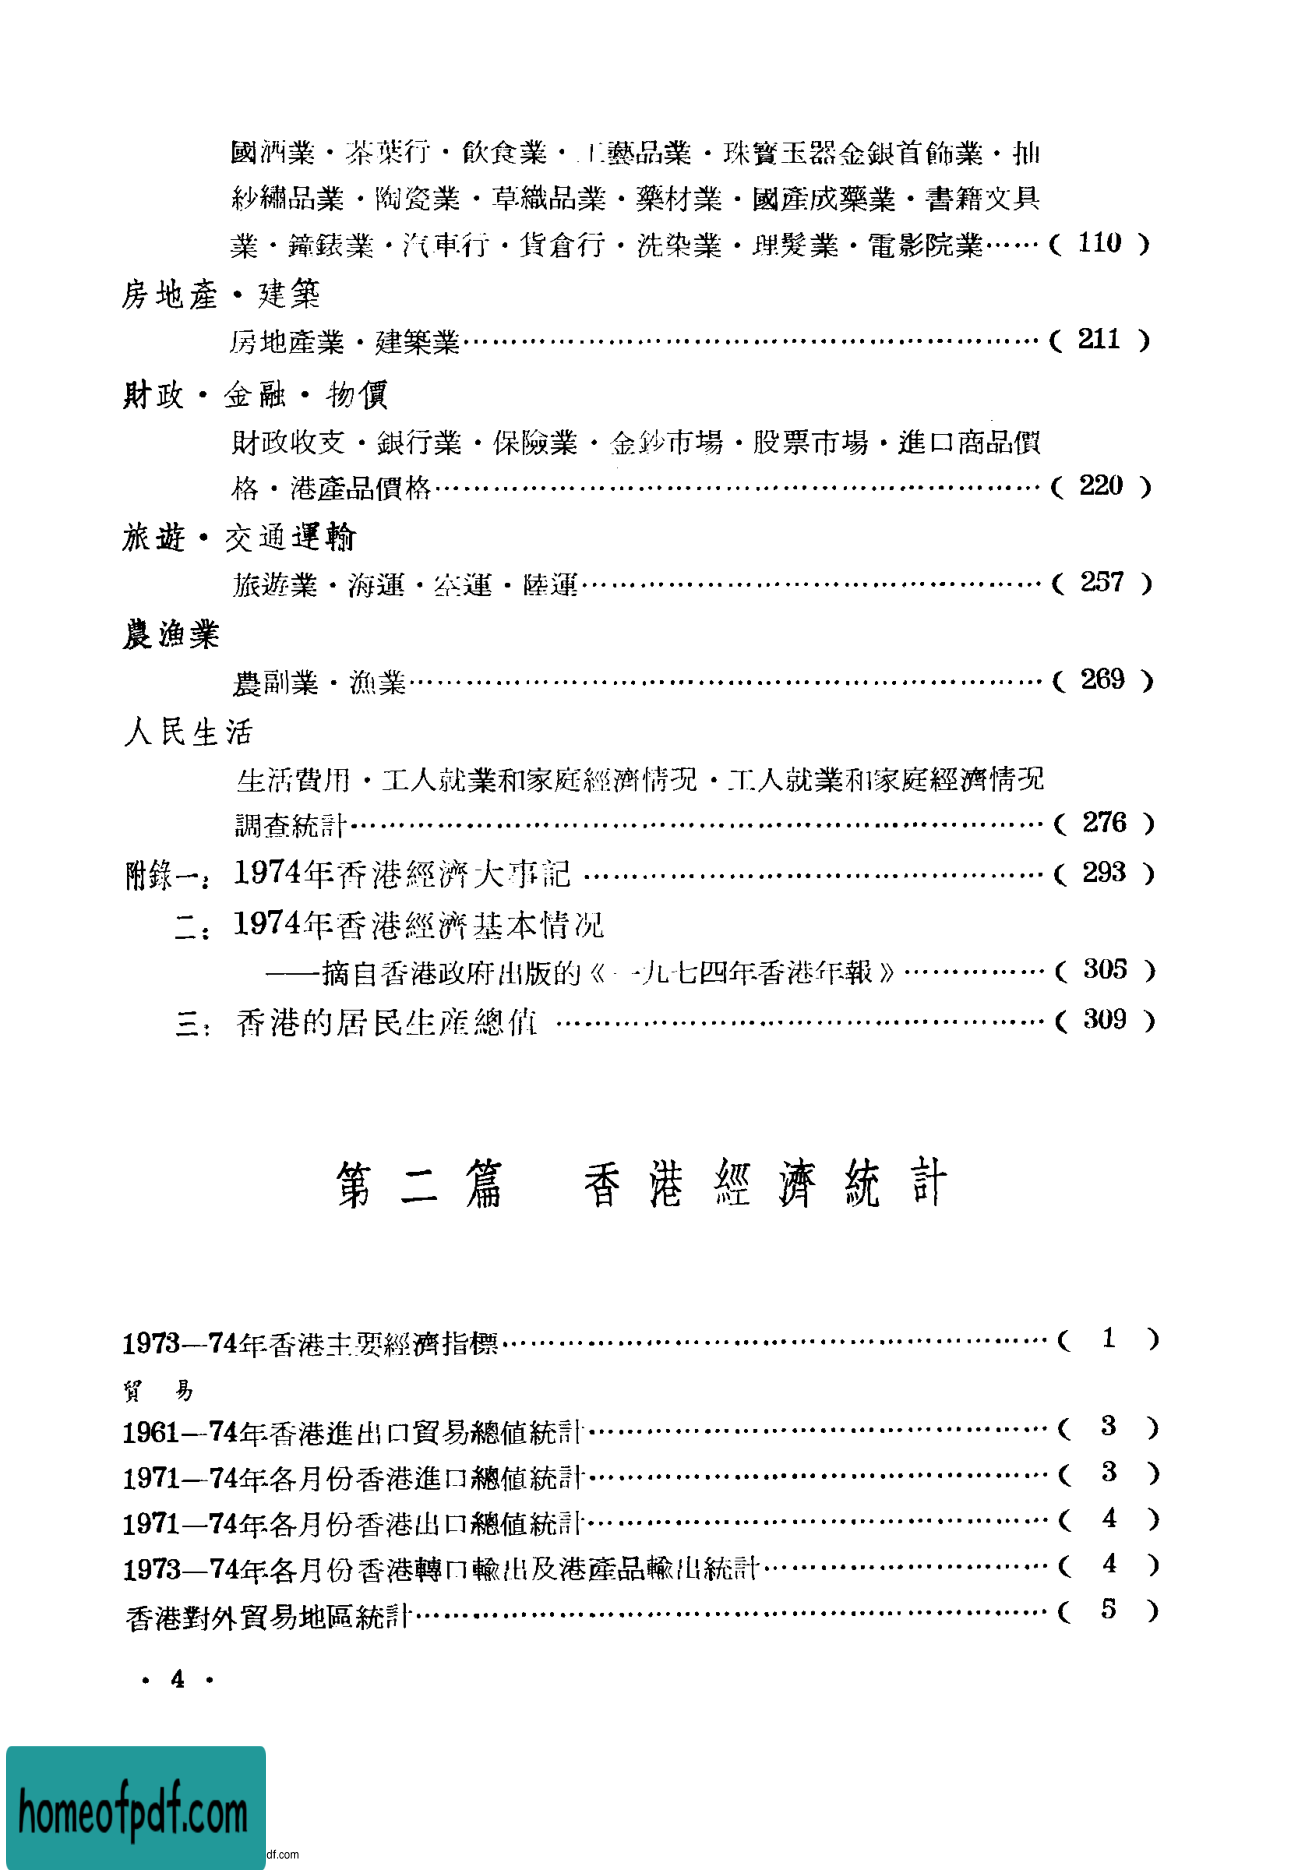 國酒業・茶葉行・飲食業・工藝品業・珠寶玉器金銀首飾業・抽
紗繡品業・陶瓷業・草織品業・藥材業・國產成藥業・書籍文具
業・鐘錶業・汽車行・貨倉行・洗染業・理髮業・電影院業……( 110 )
房地產・建築
房地產業・建築業……………………………………………………( 211 )
財政・金融・物價
財政收支・銀行業・保險業・金鈔市場・股票市場・進口商品價
格・港產品價格………………………………………………………( 220 )
旅遊・交通運輸
旅遊業・海運・空運・陸運…………………………………………( 257 )
農漁業
農副業・漁業…………………………………………………………( 269 )
人民生活
生活費用・工人就業和家庭經濟情況・工人就業和家庭經濟情況
調查統計………………………………………………………………( 276 )
附錄一：1974年香港經濟大事記…………………………………………( 293 )
二：1974年香港經濟基本情況
——摘自香港政府出版的《一九七四年香港年報》……………( 305 )
三：香港的居民生產總值……………………………………………( 309 )
第二篇 香港經濟統計
1973—74年香港主要經濟指標…………………………………………………( 1 )
貿 易
1961—74年香港進出口貿易總值統計…………………………………………( 3 )
1971—74年各月份香港進口總值統計…………………………………………( 3 )
1971—74年各月份香港出口總值統計…………………………………………( 4 )
1973—74年各月份香港轉口輸出及港產品輸出統計…………………………( 4 )
香港對外貿易地區統計…………………………………………………………( 5 )
・ 4 ・
homeofpdf.com
df.com